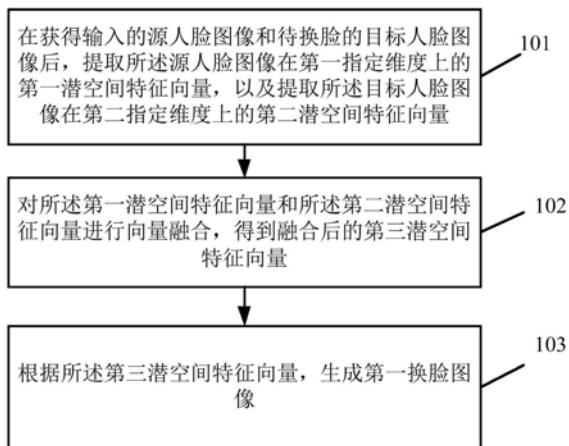 在获得输入的源人脸图像和待换脸的目标人脸图
像后，提取所述源人脸图像在第一指定维度上的
第一潜空间特征向量，以及提取所述目标人脸图
像在第二指定维度上的第二潜空间特征向量
101
对所述第一潜空间特征向量和所述第二潜空间特
征向量进行向量融合，得到融合后的第三潜空间
特征向量
102
根据所述第三潜空间特征向量，生成第一换脸图
像
103